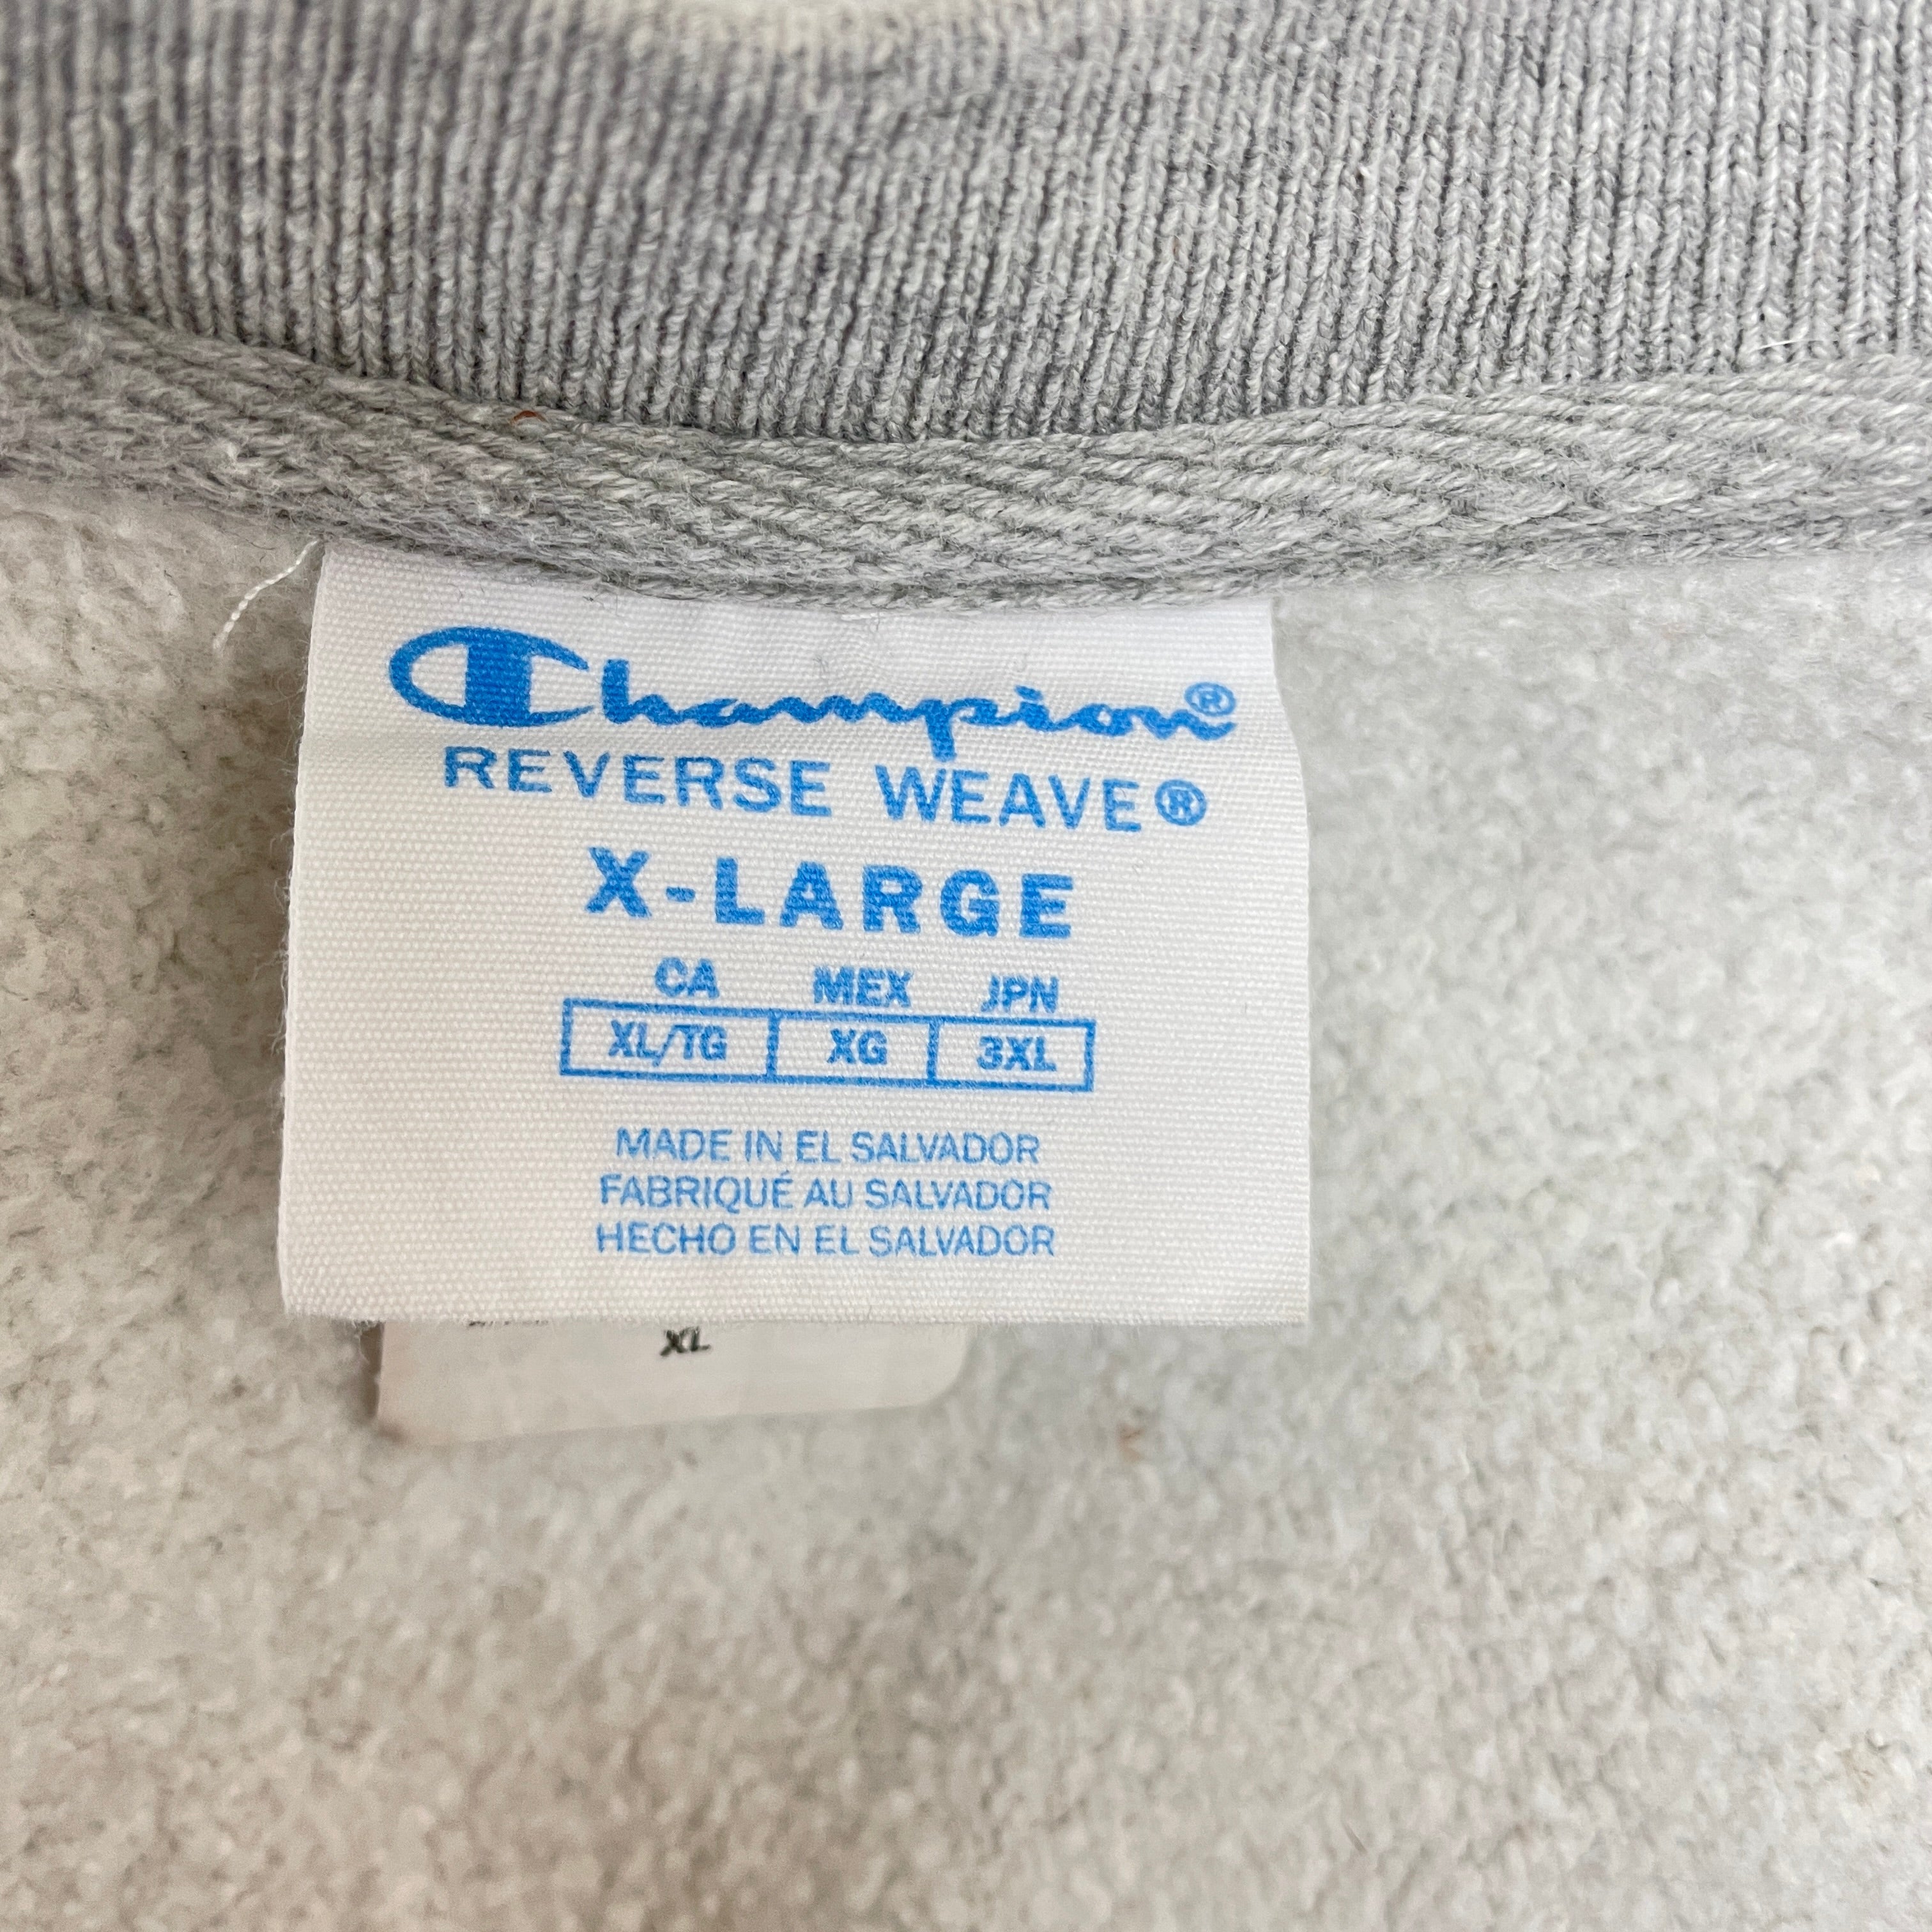 Champion®
REVERSE WEAVE®
X-LARGE
CA MEX JPN
XL/TG XG 3XL
MADE IN EL SALVADOR
FABRIQUÉ AU SALVADOR
HECHO EN EL SALVADOR
XL